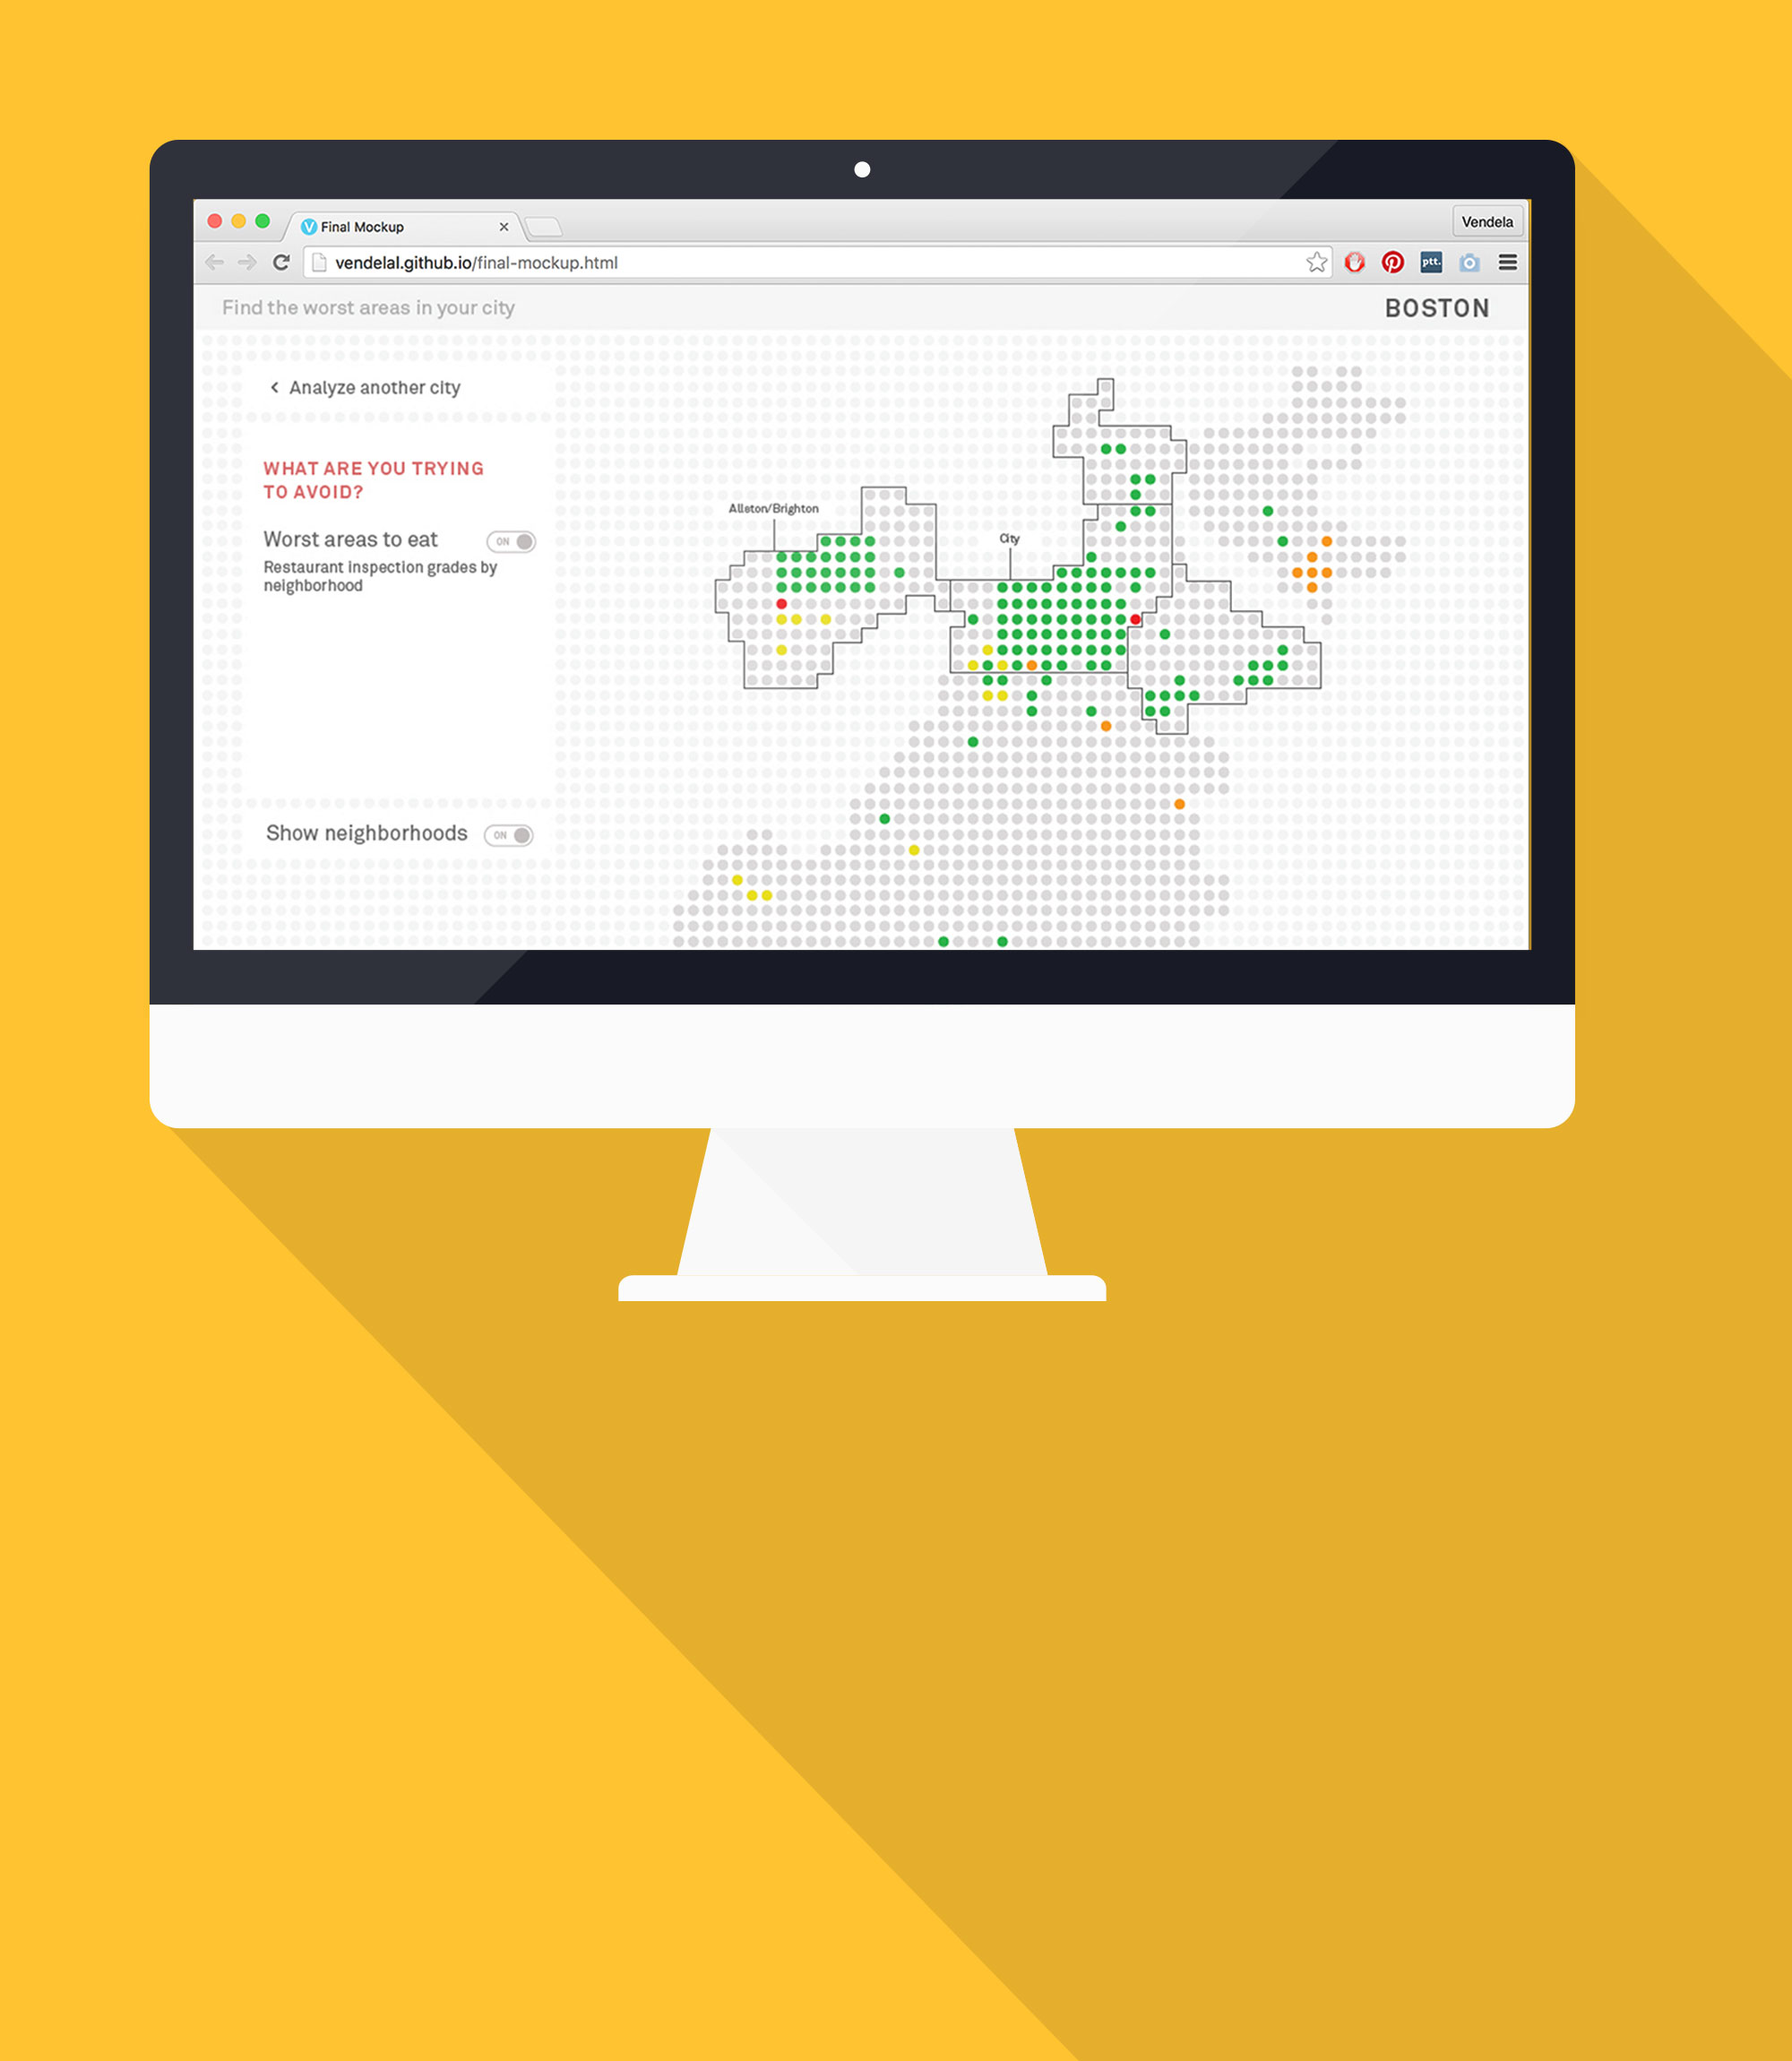 Final Mockup
Vendela
vendelal.github.io/final-mockup.html
ptt.
Find the worst areas in your city
BOSTON
Analyze another city
WHAT ARE YOU TRYING
TO AVOID?
Worst areas to eat
ON
Restaurant inspection grades by
neighborhood
Show neighborhoods
ON
Allston/Brighton
City